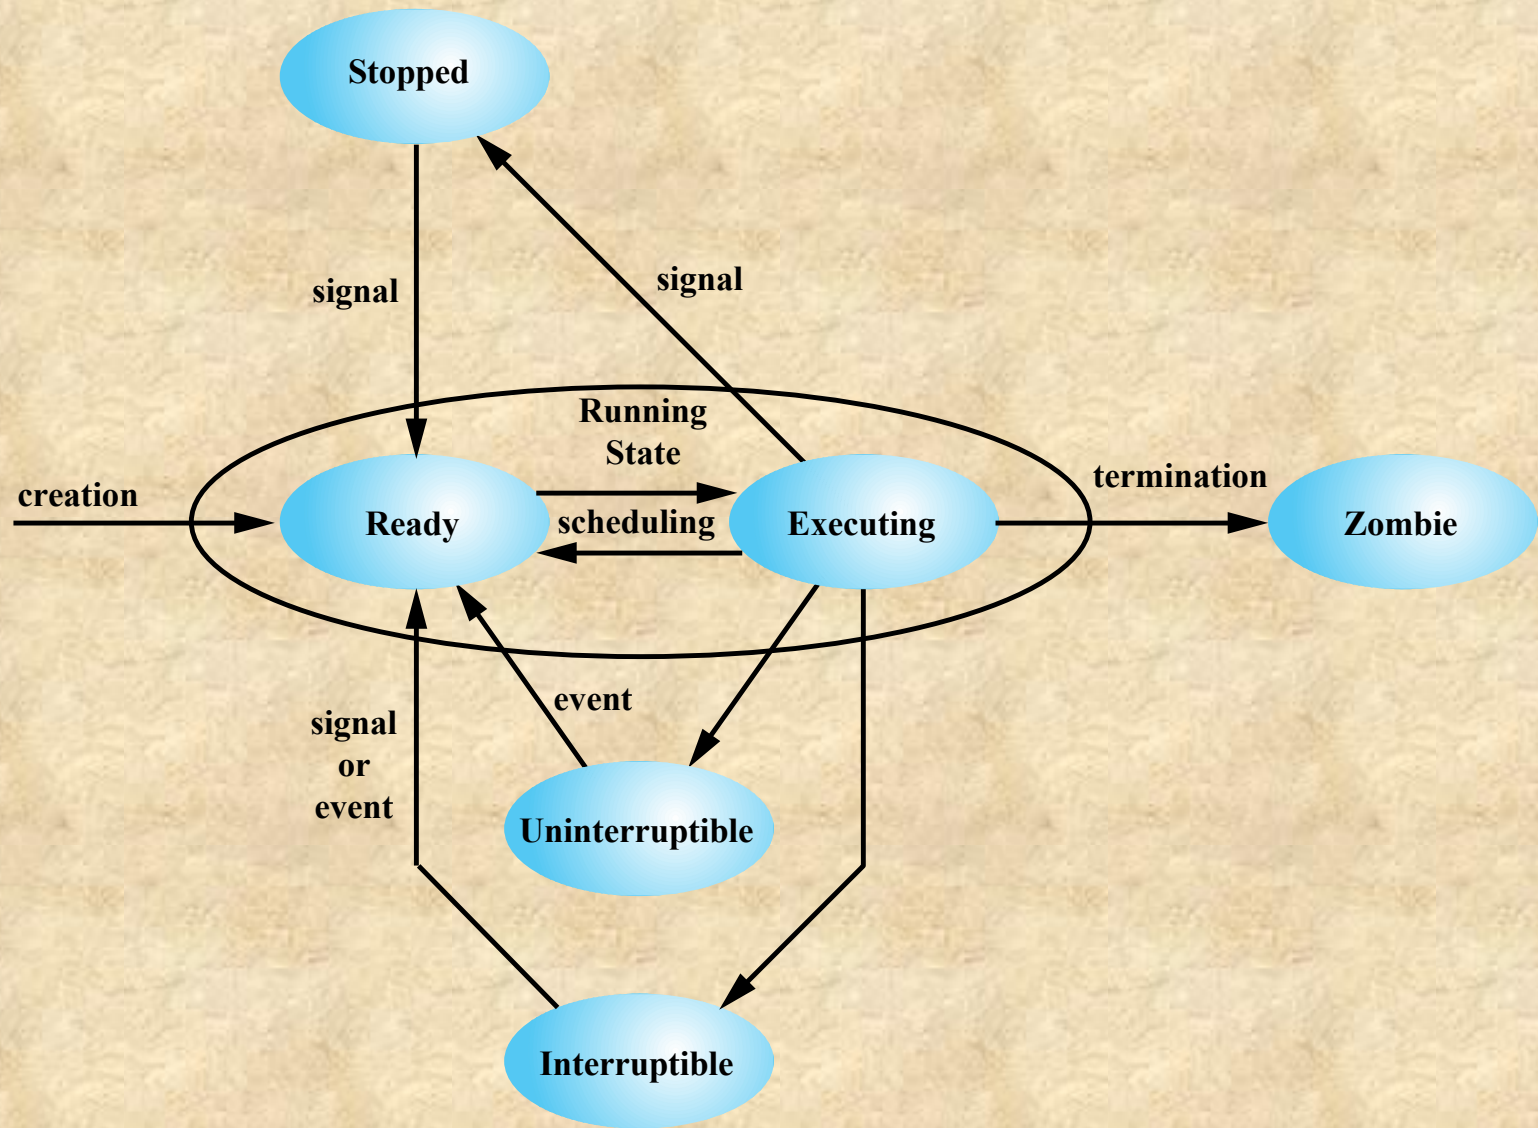 Stopped
signal
signal
Running
State
creation
Ready
scheduling
Executing
termination
Zombie
event
signal
or
event
Uninterruptible
Interruptible